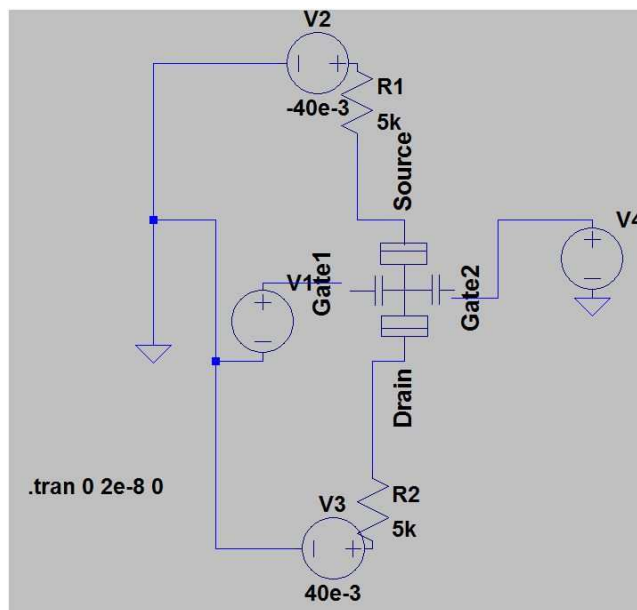 V2
R1
-40e-3
5k
Source
V4
V1
Gate1
Gate2
Drain
.tran 0 2e-8 0
V3
R2
5k
40e-3